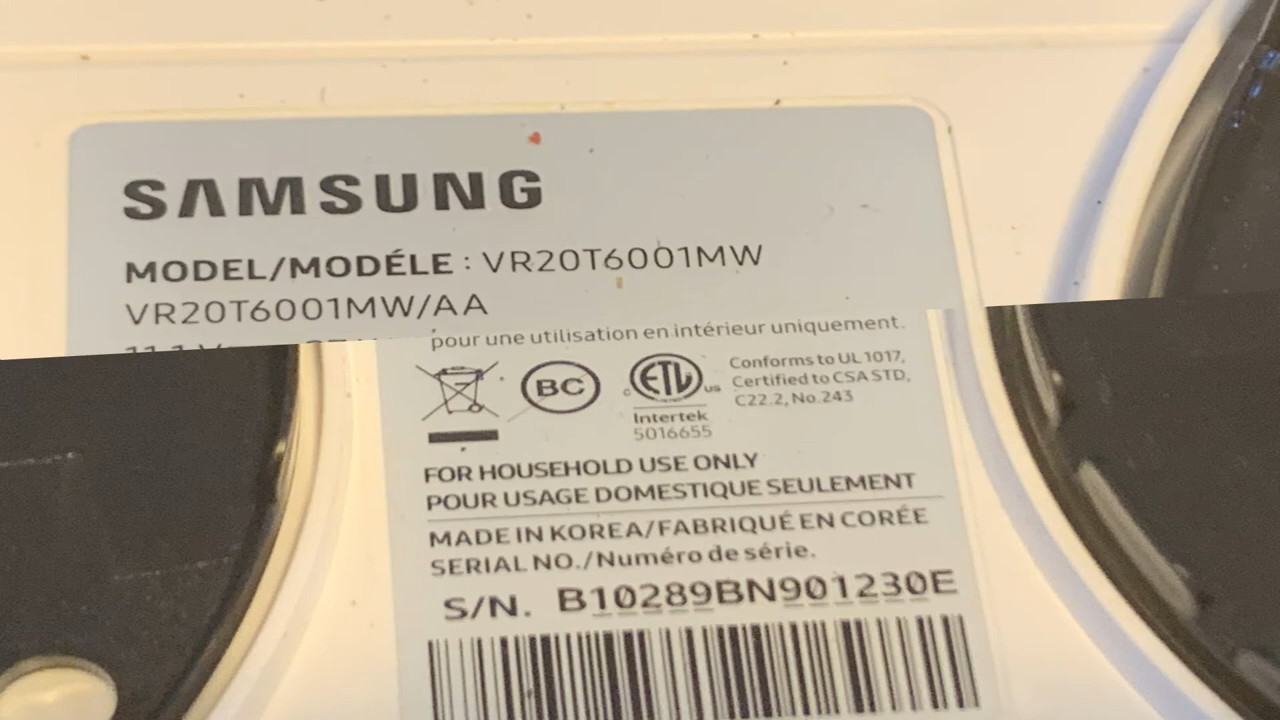 SAMSUNG
MODEL/MODÉLE : VR20T6001MW
VR20T6001MW/AA
pour une utilisation en intérieur uniquement.
BC
c ETL us
Intertek
5016655
Conforms to UL 1017,
Certified to CSA STD,
C22.2, No.243
FOR HOUSEHOLD USE ONLY
POUR USAGE DOMESTIQUE SEULEMENT
MADE IN KOREA/FABRIQUÉ EN CORÉE
SERIAL NO./Numéro de série.
S/N. B10289BN901230E